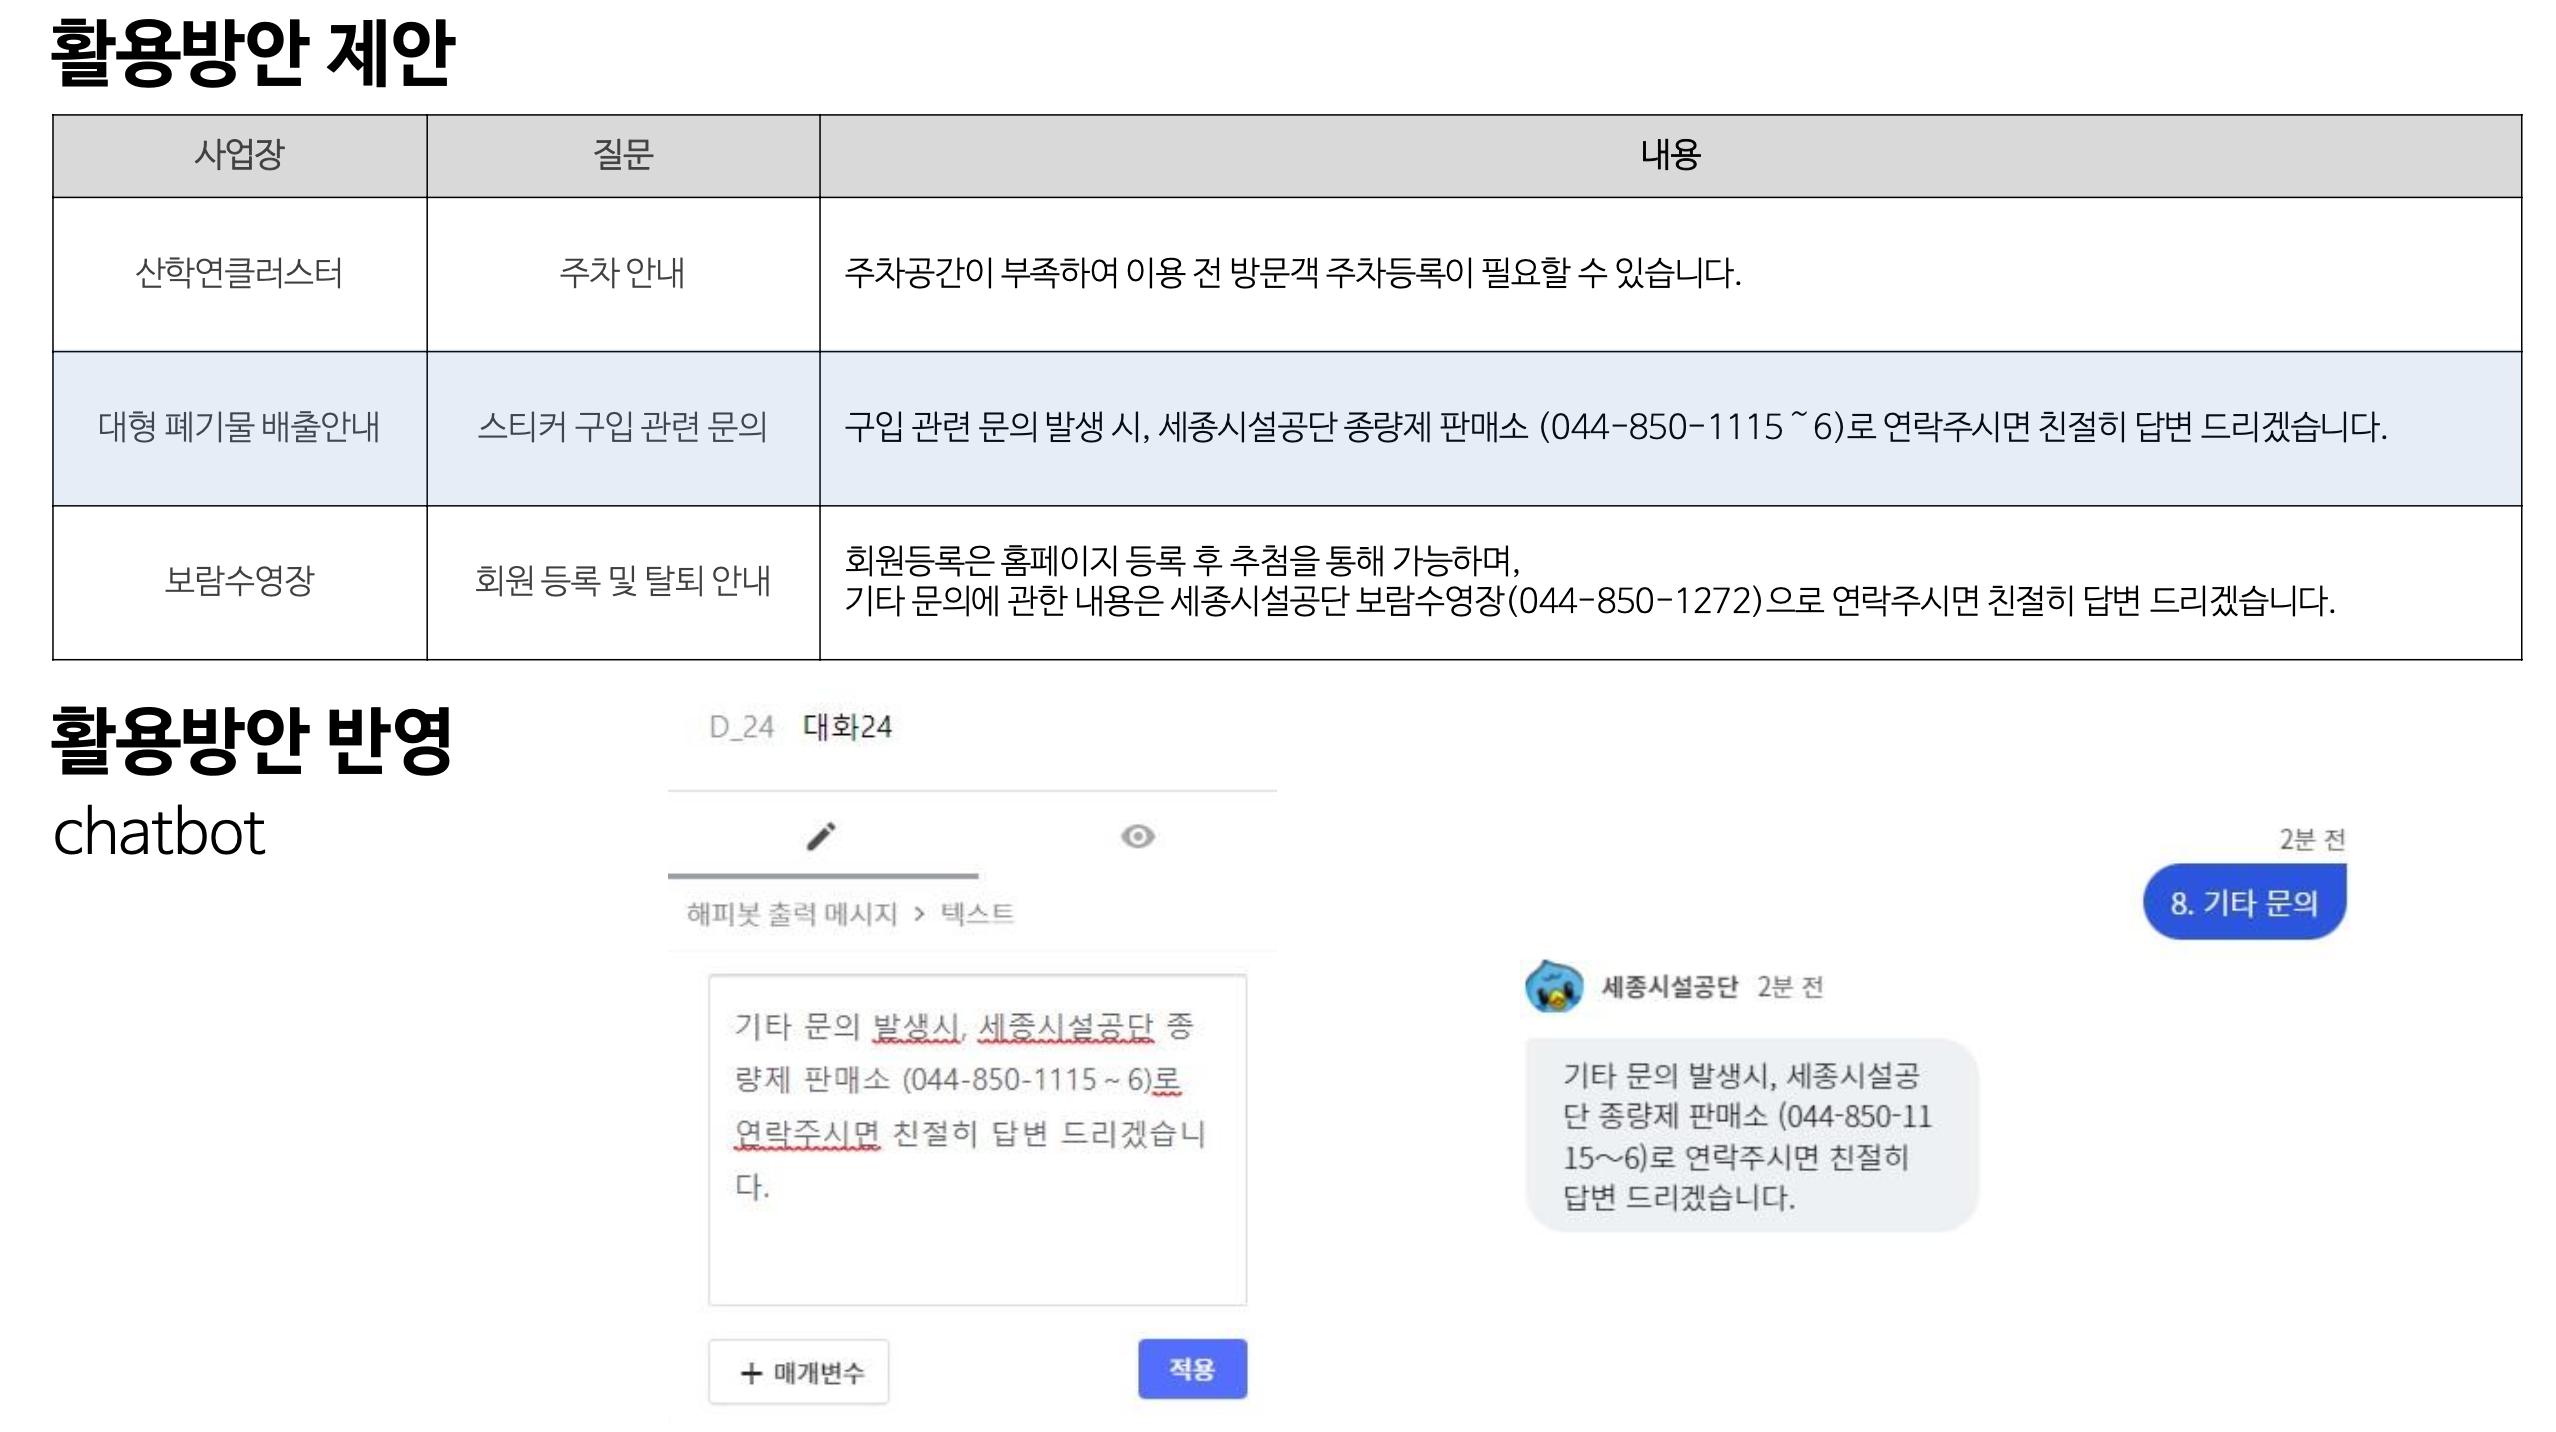 활용방안 제안
사업장 질문 내용
산학연클러스터 주차 안내 주차공간이 부족하여 이용 전 방문객 주차등록이 필요할 수 있습니다.
대형 폐기물 배출안내 스티커 구입 관련 문의 구입 관련 문의 발생 시, 세종시설공단 종량제 판매소 (044-850-1115 ~ 6)로 연락주시면 친절히 답변 드리겠습니다.
보람수영장 회원 등록 및 탈퇴 안내 회원등록은 홈페이지 등록 후 추첨을 통해 가능하며,
기타 문의에 관한 내용은 세종시설공단 보람수영장(044-850-1272)으로 연락주시면 친절히 답변 드리겠습니다.
활용방안 반영
chatbot
D_24 대화24
해피봇 출력 메시지 > 텍스트
기타 문의 발생시, 세종시설공단 종
량제 판매소 (044-850-1115 ~ 6)로
연락주시면 친절히 답변 드리겠습니
다.
+ 매개변수 적용
2분 전
8. 기타 문의
세종시설공단 2분 전
기타 문의 발생시, 세종시설공
단 종량제 판매소 (044-850-11
15~6)로 연락주시면 친절히
답변 드리겠습니다.